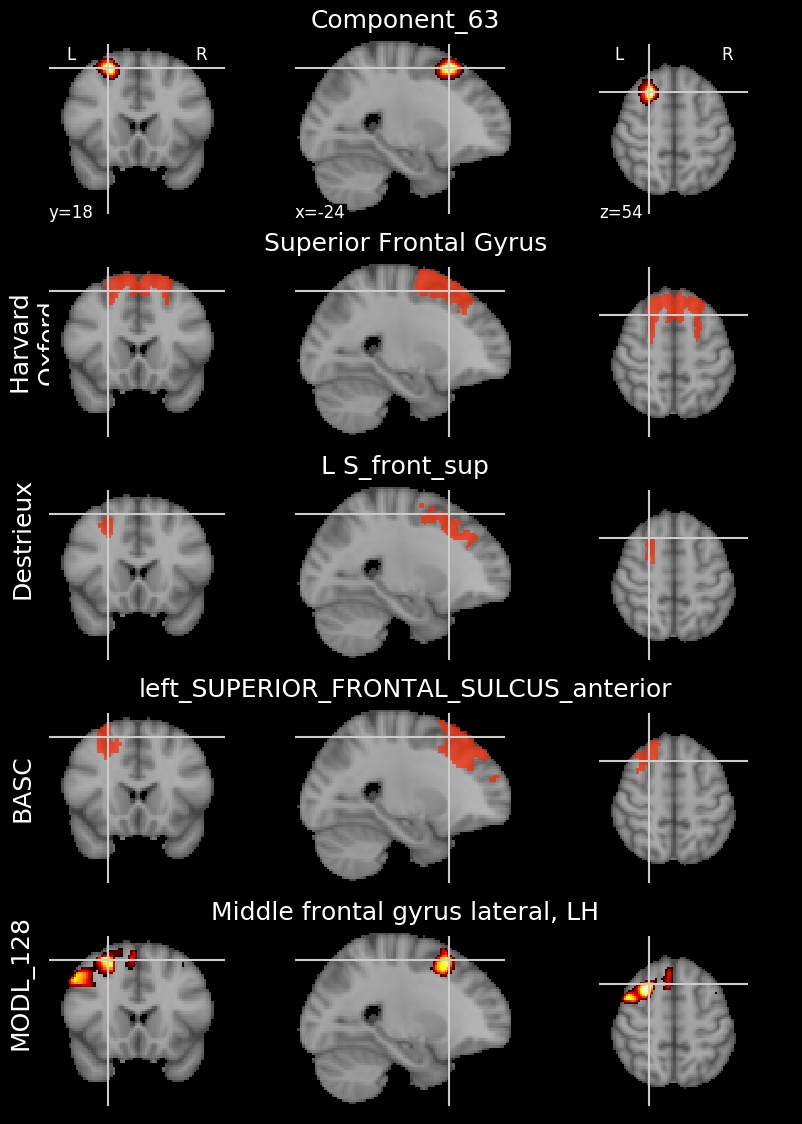 Component_63
L R L R
y=18 x=-24 z=54
Superior Frontal Gyrus
Harvard
Oxford
L S_front_sup
Destrieux
left_SUPERIOR_FRONTAL_SULCUS_anterior
BASC
Middle frontal gyrus lateral, LH
MODL_128